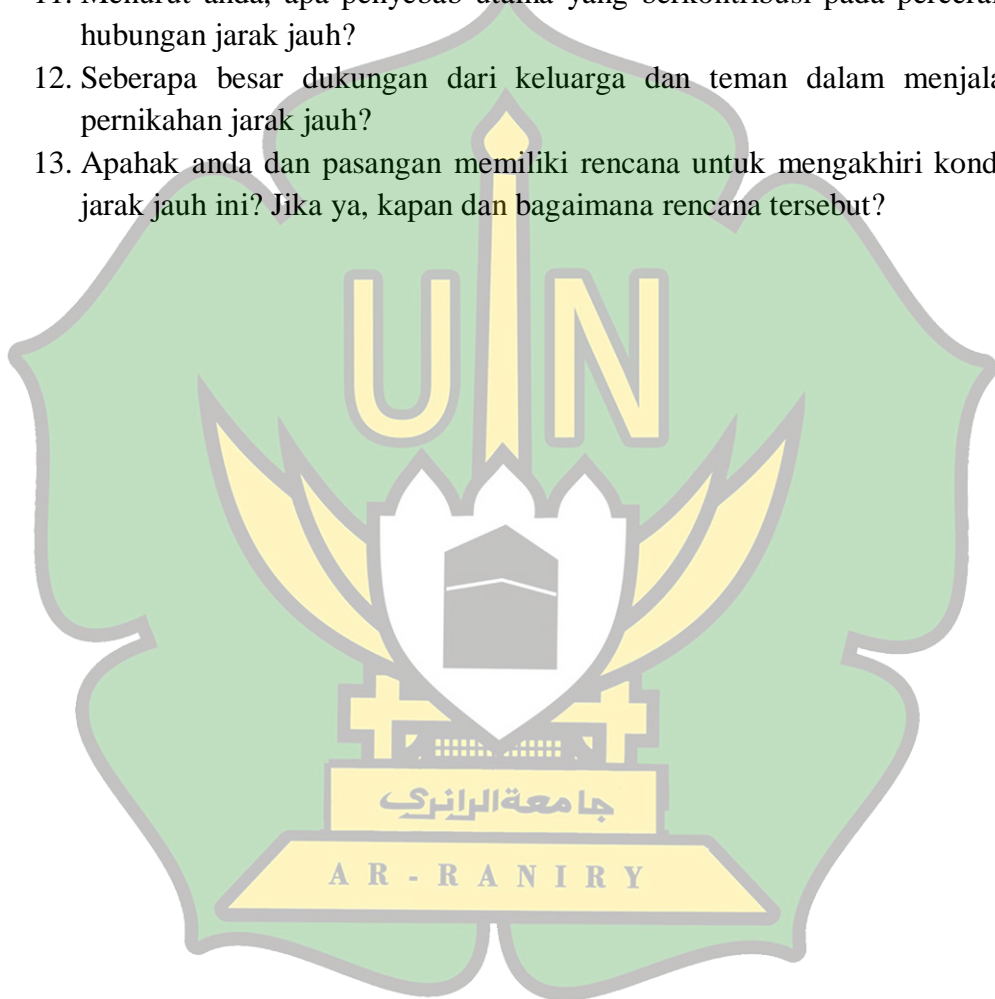 hubungan jarak jauh?
12. Seberapa besar dukungan dari keluarga dan teman dalam
pernikahan jarak jauh?
13. Apahak anda dan pasangan memiliki rencana untuk mengakhiri
jarak jauh ini? Jika ya, kapan dan bagaimana rencana tersebut?
UIN
جامعة الرانري
AR-RANIRY